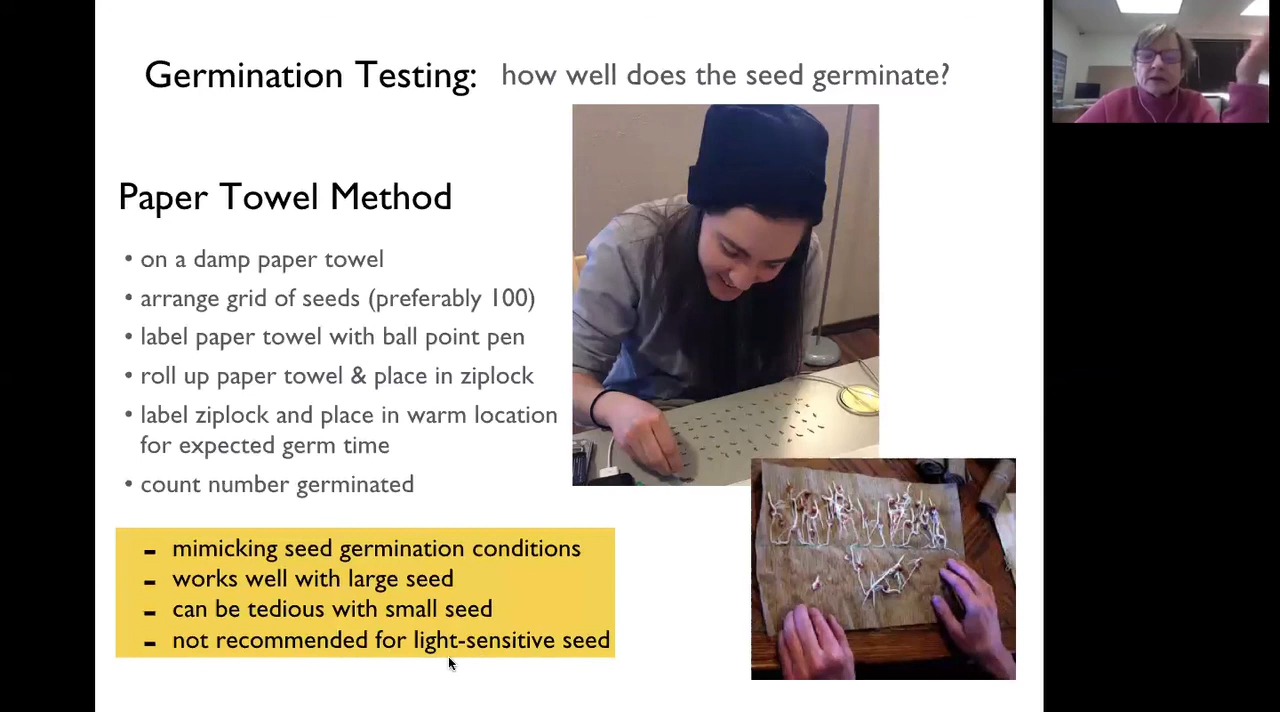 Germination Testing: how well does the seed germinate?
Paper Towel Method
• on a damp paper towel
• arrange grid of seeds (preferably 100)
• label paper towel with ball point pen
• roll up paper towel & place in ziplock
• label ziplock and place in warm location
for expected germ time
• count number germinated
- mimicking seed germination conditions
- works well with large seed
- can be tedious with small seed
- not recommended for light-sensitive seed